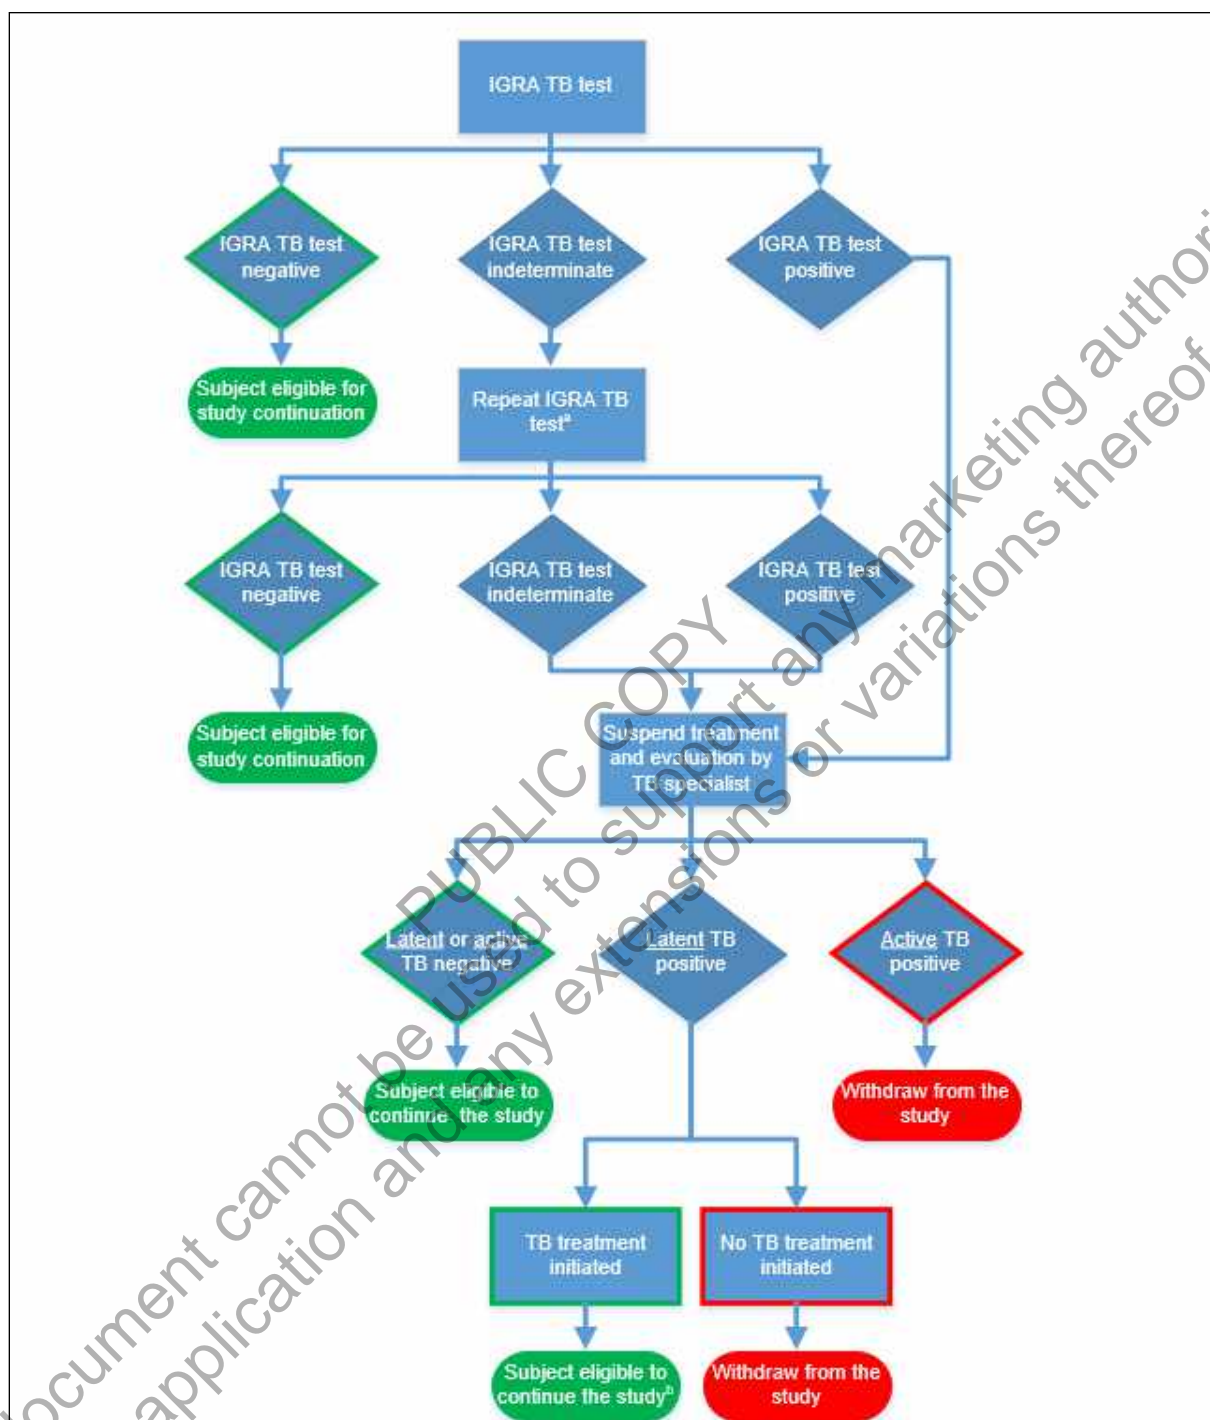 IGRA TB test
IGRA TB test
negative
IGRA TB test
indeterminate
IGRA TB test
positive
Subject eligible for
study continuation
Repeat IGRA TB
testᵃ
IGRA TB test
negative
IGRA TB test
indeterminate
IGRA TB test
positive
Subject eligible for
study continuation
Suspend treatment
and evaluation by
TB specialist
Latent or active
TB negative
Latent TB
positive
Active TB
positive
Subject eligible to
continue the study
Withdraw from the
study
TB treatment
initiated
No TB treatment
initiated
Subject eligible to
continue the studyᵇ
Withdraw from the
study
PUBLIC COPY
document cannot be used to support any marketing authori
application and any extensions or variations thereof